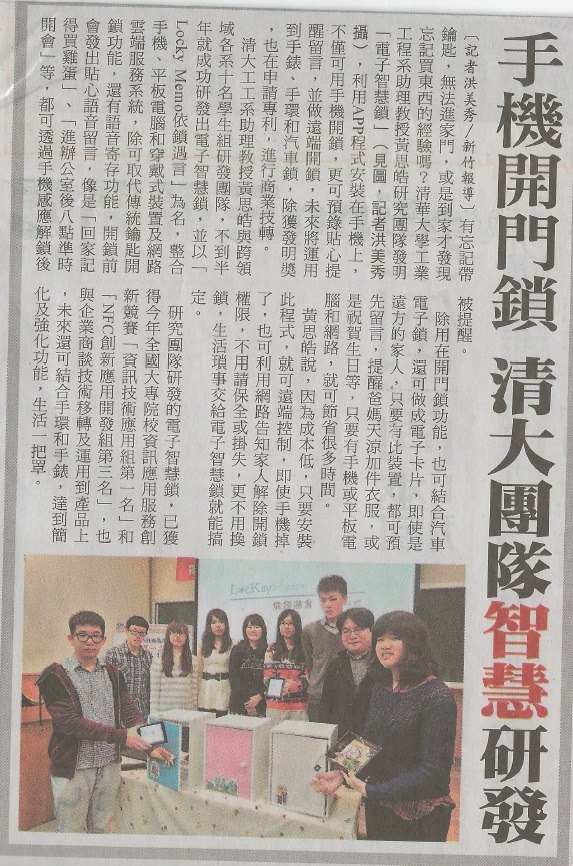 手機開門鎖 清大團隊智慧研發
〔記者洪美秀╱新竹報導〕有忘記帶
鑰匙，無法進家門，或是到家才發現
忘記買東西的經驗嗎？清華大學工業
工程系助理教授黃思皓研究團隊發明
「電子智慧鎖」（見圖，記者洪美秀
攝），利用APP程式安裝在手機上，
不僅可用手機開鎖，更可預錄貼心提
醒留言，並做遠端開鎖，未來將運用
到手錶、手環和汽車鎖，除獲發明獎
，也在申請專利，進行商業技轉。
清大工工系助理教授黃思皓與跨領
域各系十名學生組研發團隊，不到半
年就成功研發出電子智慧鎖，並以「
Locky Memo依鎖遇言」為名，整合
手機、平板電腦和穿戴式裝置及網路
雲端服務系統，除可取代傳統鑰匙開
鎖功能，還有語音寄存功能，開鎖前
會發出貼心語音留言，像是「回家記
得買雞蛋」、「進辦公室後八點準時
開會」等，都可透過手機感應解鎖後
被提醒。
除用在開門鎖功能，也可結合汽車
電子鎖，還可做成電子卡片，即使是
遠方的家人，只要有此裝置，都可預
先留言，提醒爸媽天涼加件衣服，或
是祝賀生日等，只要有手機或平板電
腦和網路，就可節省很多時間。
黃思皓說，因為成本低，只要安裝
此程式，就可遠端控制，即使手機掉
了，也可利用網路告知家人解除開鎖
權限，不用請保全或掛失，更不用換
鎖，生活瑣事交給電子智慧鎖就能搞
定。
研究團隊研發的電子智慧鎖，已獲
得今年全國大專院校資訊應用服務創
新競賽「資訊技術應用組第一名」和
「NFC創新應用開發組第三名」，也
與企業商談技術移轉及運用到產品上
，未來還可結合手環和手錶，達到簡
化及強化功能，生活一把罩。
LocKey